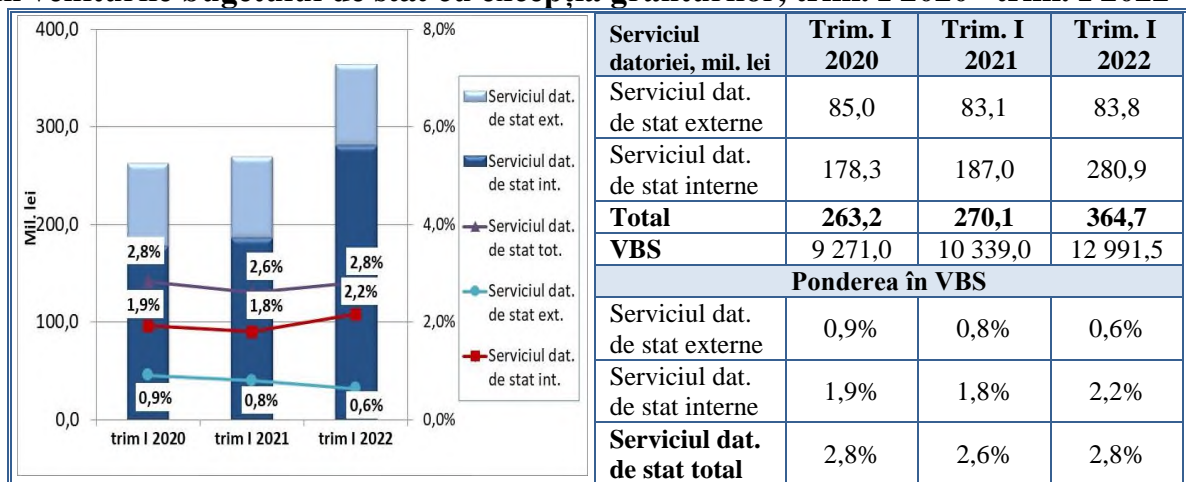 în veniturile bugetului de stat cu excepția granturilor, trim. I 2020 - trim. I 2022
400,0
300,0
200,0
100,0
0,0
Mil. lei
8,0%
6,0%
4,0%
2,0%
0,0%
2,8%
2,6%
2,8%
1,9%
1,8%
2,2%
0,9%
0,8%
0,6%
trim I 2020
trim I 2021
trim I 2022
Serviciul dat.
de stat ext.
Serviciul dat.
de stat int.
Serviciul dat.
de stat tot.
Serviciul dat.
de stat ext.
Serviciul dat.
de stat int.
Serviciul
datoriei, mil. lei
Trim. I
2020
Trim. I
2021
Trim. I
2022
Serviciul dat.
de stat externe
85,0
83,1
83,8
Serviciul dat.
de stat interne
178,3
187,0
280,9
Total
263,2
270,1
364,7
VBS
9 271,0
10 339,0
12 991,5
Ponderea în VBS
Serviciul dat.
de stat externe
0,9%
0,8%
0,6%
Serviciul dat.
de stat interne
1,9%
1,8%
2,2%
Serviciul dat.
de stat total
2,8%
2,6%
2,8%